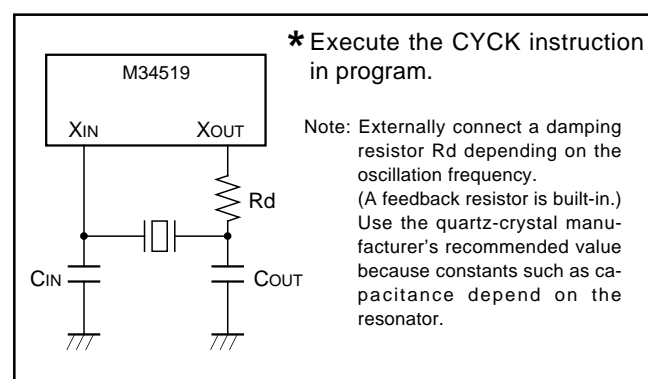 M34519
XIN XOUT
Rd
CIN COUT
* Execute the CYCK instruction
in program.
Note: Externally connect a damping
resistor Rd depending on the
oscillation frequency.
(A feedback resistor is built-in.)
Use the quartz-crystal manu-
facturer's recommended value
because constants such as ca-
pacitance depend on the
resonator.